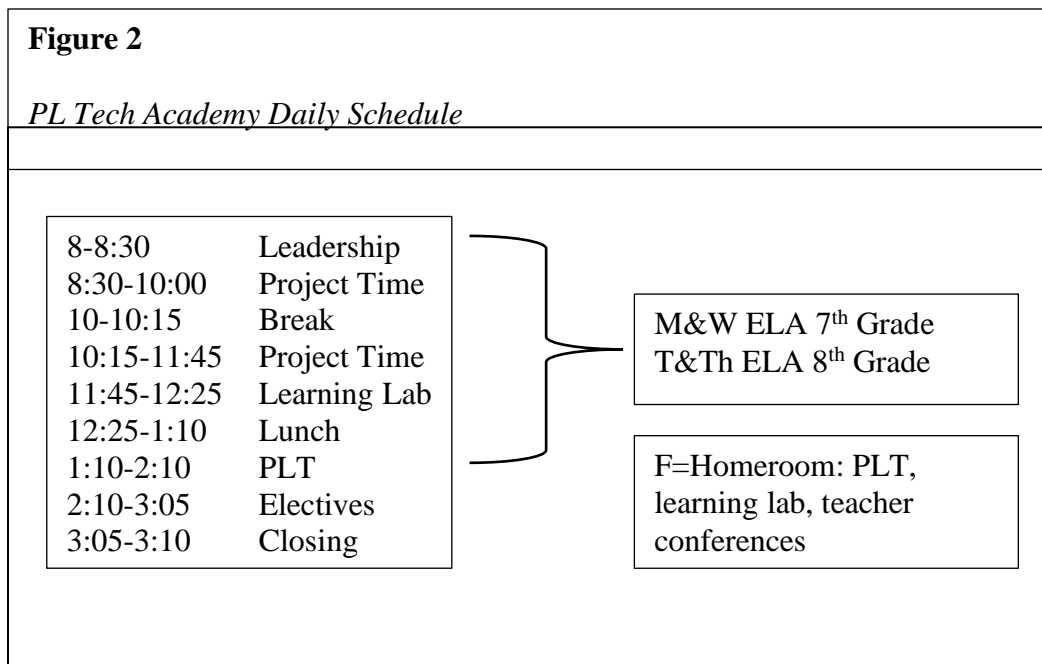 Figure 2
PL Tech Academy Daily Schedule
8-8:30 Leadership
8:30-10:00 Project Time
10-10:15 Break
10:15-11:45 Project Time
11:45-12:25 Learning Lab
12:25-1:10 Lunch
1:10-2:10 PLT
2:10-3:05 Electives
3:05-3:10 Closing
M&W ELA 7th Grade
T&Th ELA 8th Grade
F=Homeroom: PLT,
learning lab, teacher
conferences